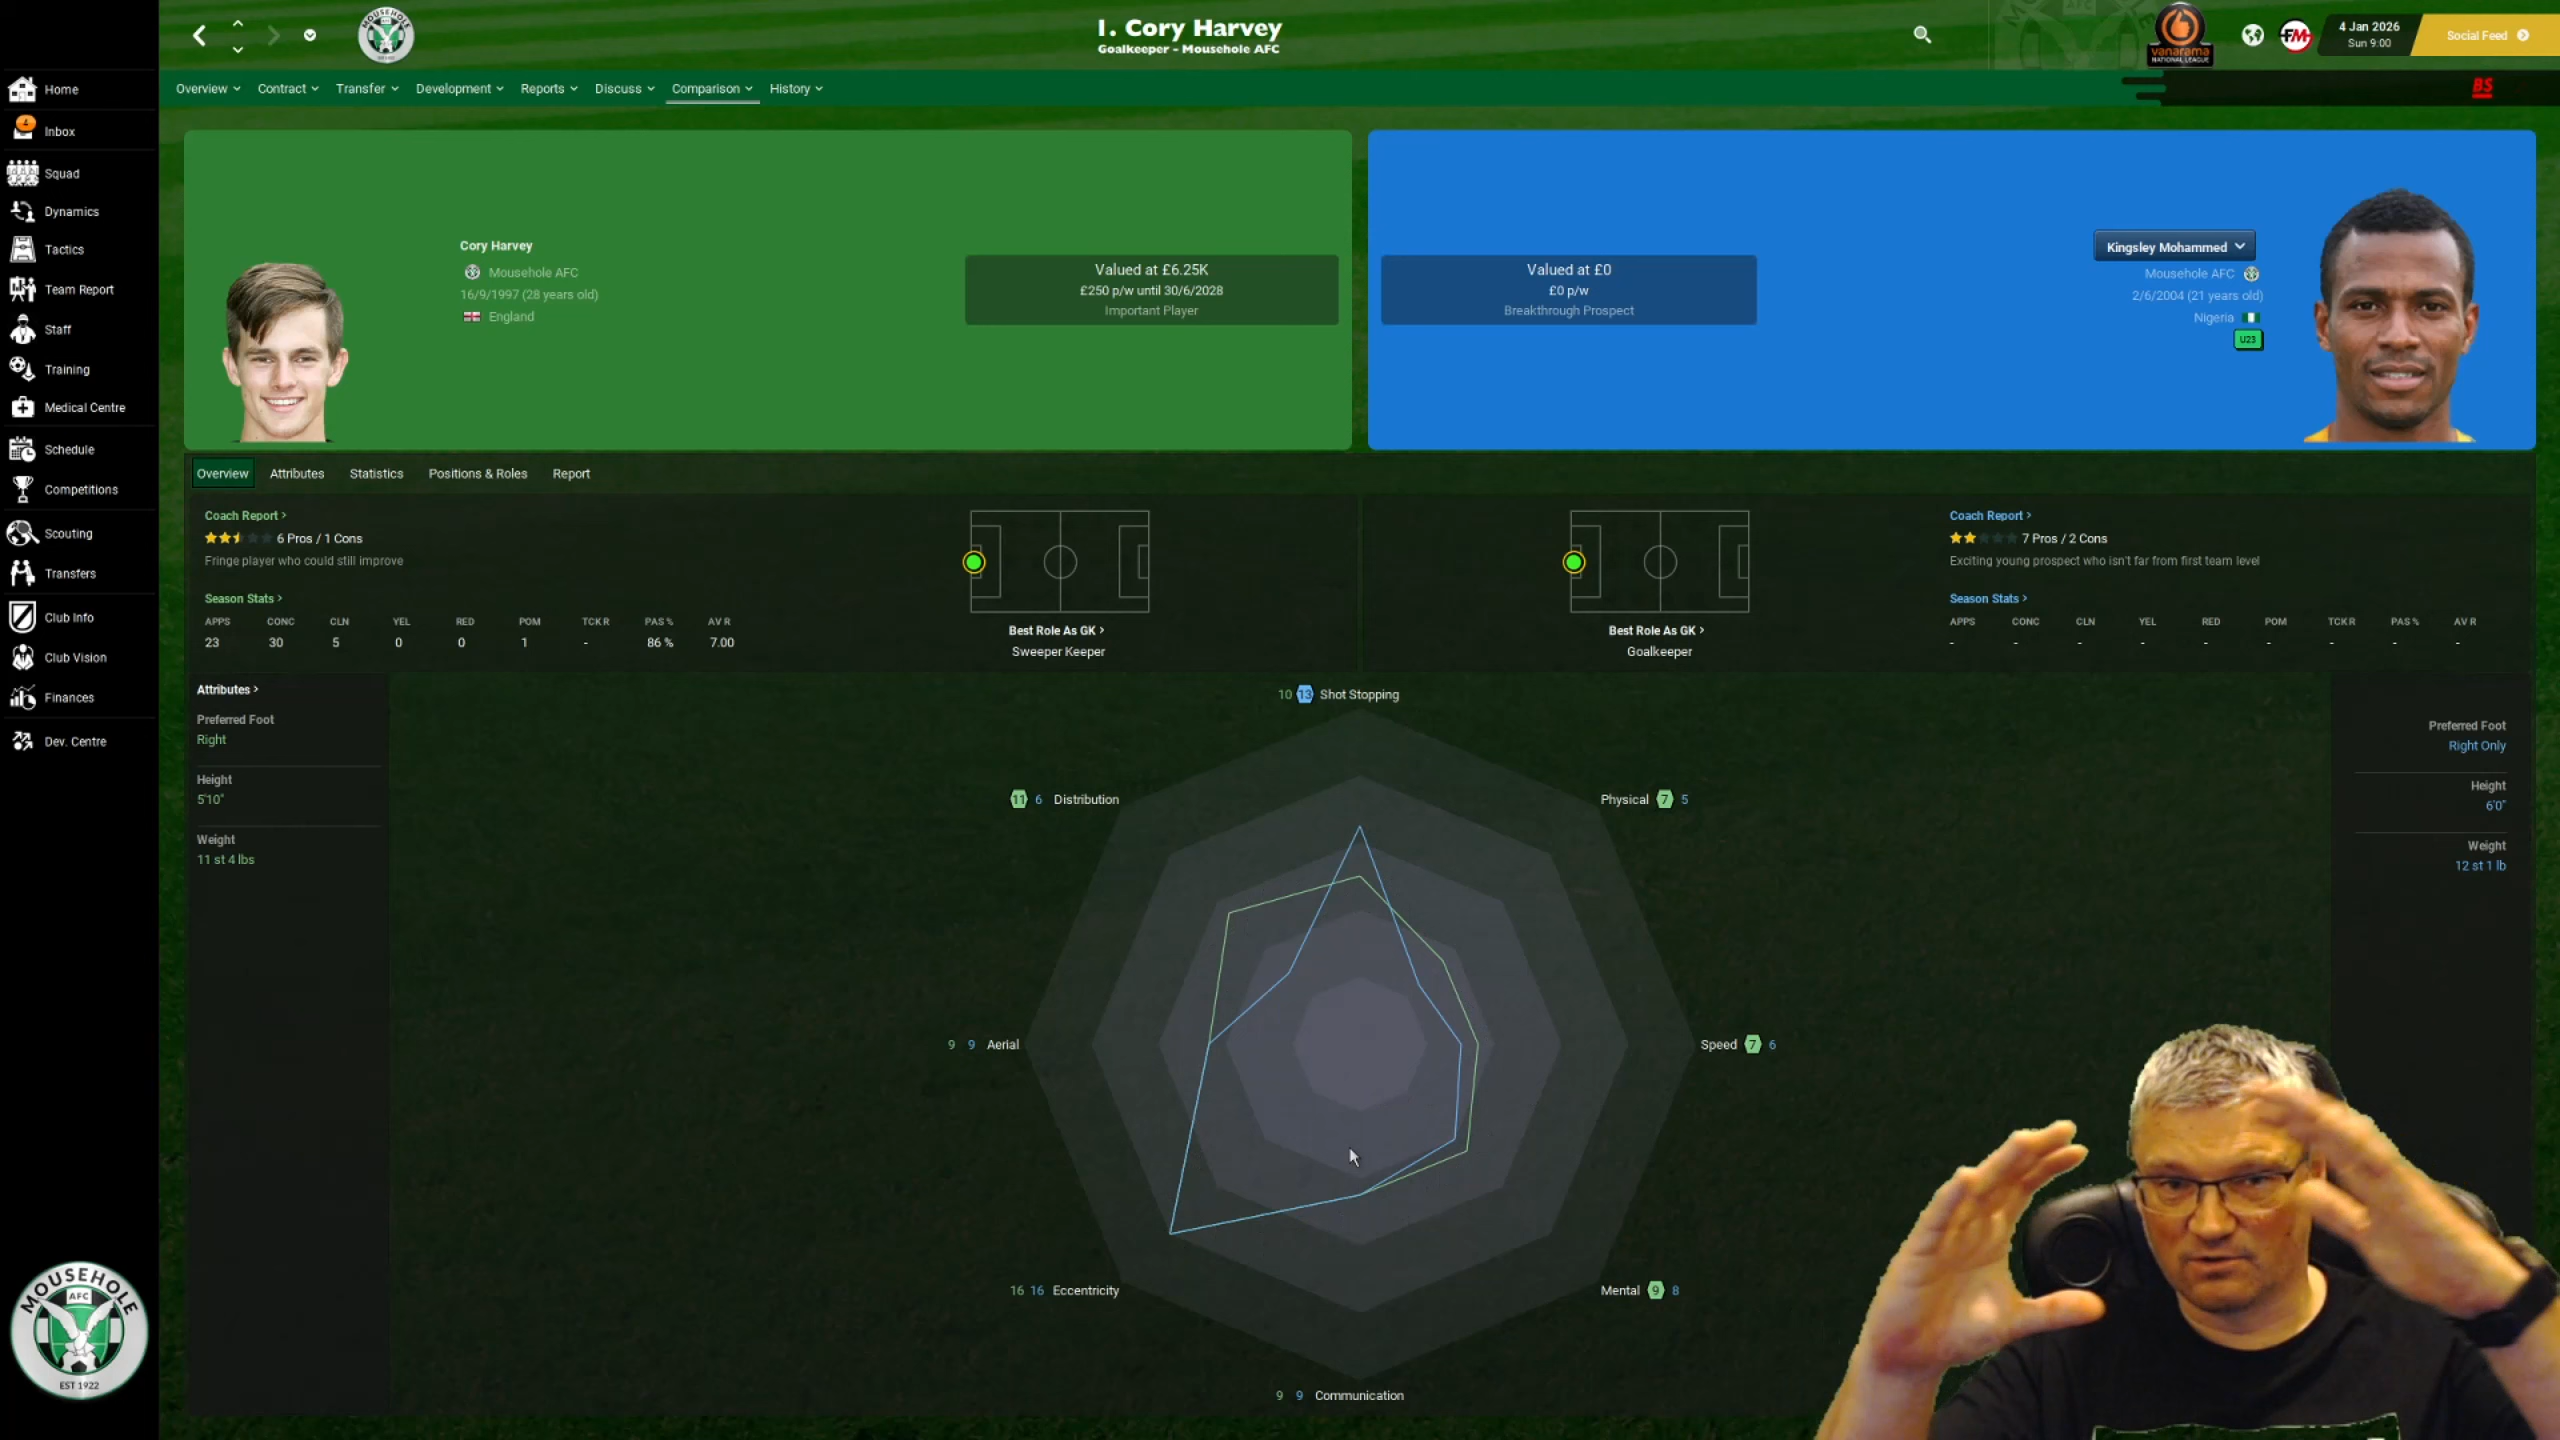 1. Cory Harvey
Goalkeeper - Mousehole AFC
vanarama
NATIONAL LEAGUE
FM
4 Jan 2026
Sun 9:00
Social Feed
Overview
Contract
Transfer
Development
Reports
Discuss
Comparison
History
BS
Home
4
Inbox
Squad
Dynamics
Tactics
Team Report
Staff
Training
Medical Centre
Schedule
Competitions
Scouting
Transfers
Club Info
Club Vision
Finances
Dev. Centre
MOUSEHOLE
AFC
EST 1922
Cory Harvey
Mousehole AFC
16/9/1997 (28 years old)
England
Valued at £6.25K
£250 p/w until 30/6/2028
Important Player
Valued at £0
£0 p/w
Breakthrough Prospect
Kingsley Mohammed
Mousehole AFC
2/6/2004 (21 years old)
Nigeria
U23
Overview
Attributes
Statistics
Positions & Roles
Report
Coach Report >
6 Pros / 1 Cons
Fringe player who could still improve
Season Stats >
APPS CONC CLN YEL RED POM TCK R PAS % AV R
23 30 5 0 0 1 - 86 % 7.00
Best Role As GK >
Sweeper Keeper
Best Role As GK >
Goalkeeper
Coach Report >
7 Pros / 2 Cons
Exciting young prospect who isn't far from first team level
Season Stats >
APPS CONC CLN YEL RED POM TCK R PAS % AV R
- - - - - - - - -
Attributes >
Preferred Foot
Right
Height
5'10"
Weight
11 st 4 lbs
10 13 Shot Stopping
11 6 Distribution
Physical 7 5
9 9 Aerial
Speed 7 6
16 16 Eccentricity
Mental 9 8
9 9 Communication
Preferred Foot
Right Only
Height
6'0"
Weight
12 st 1 lb